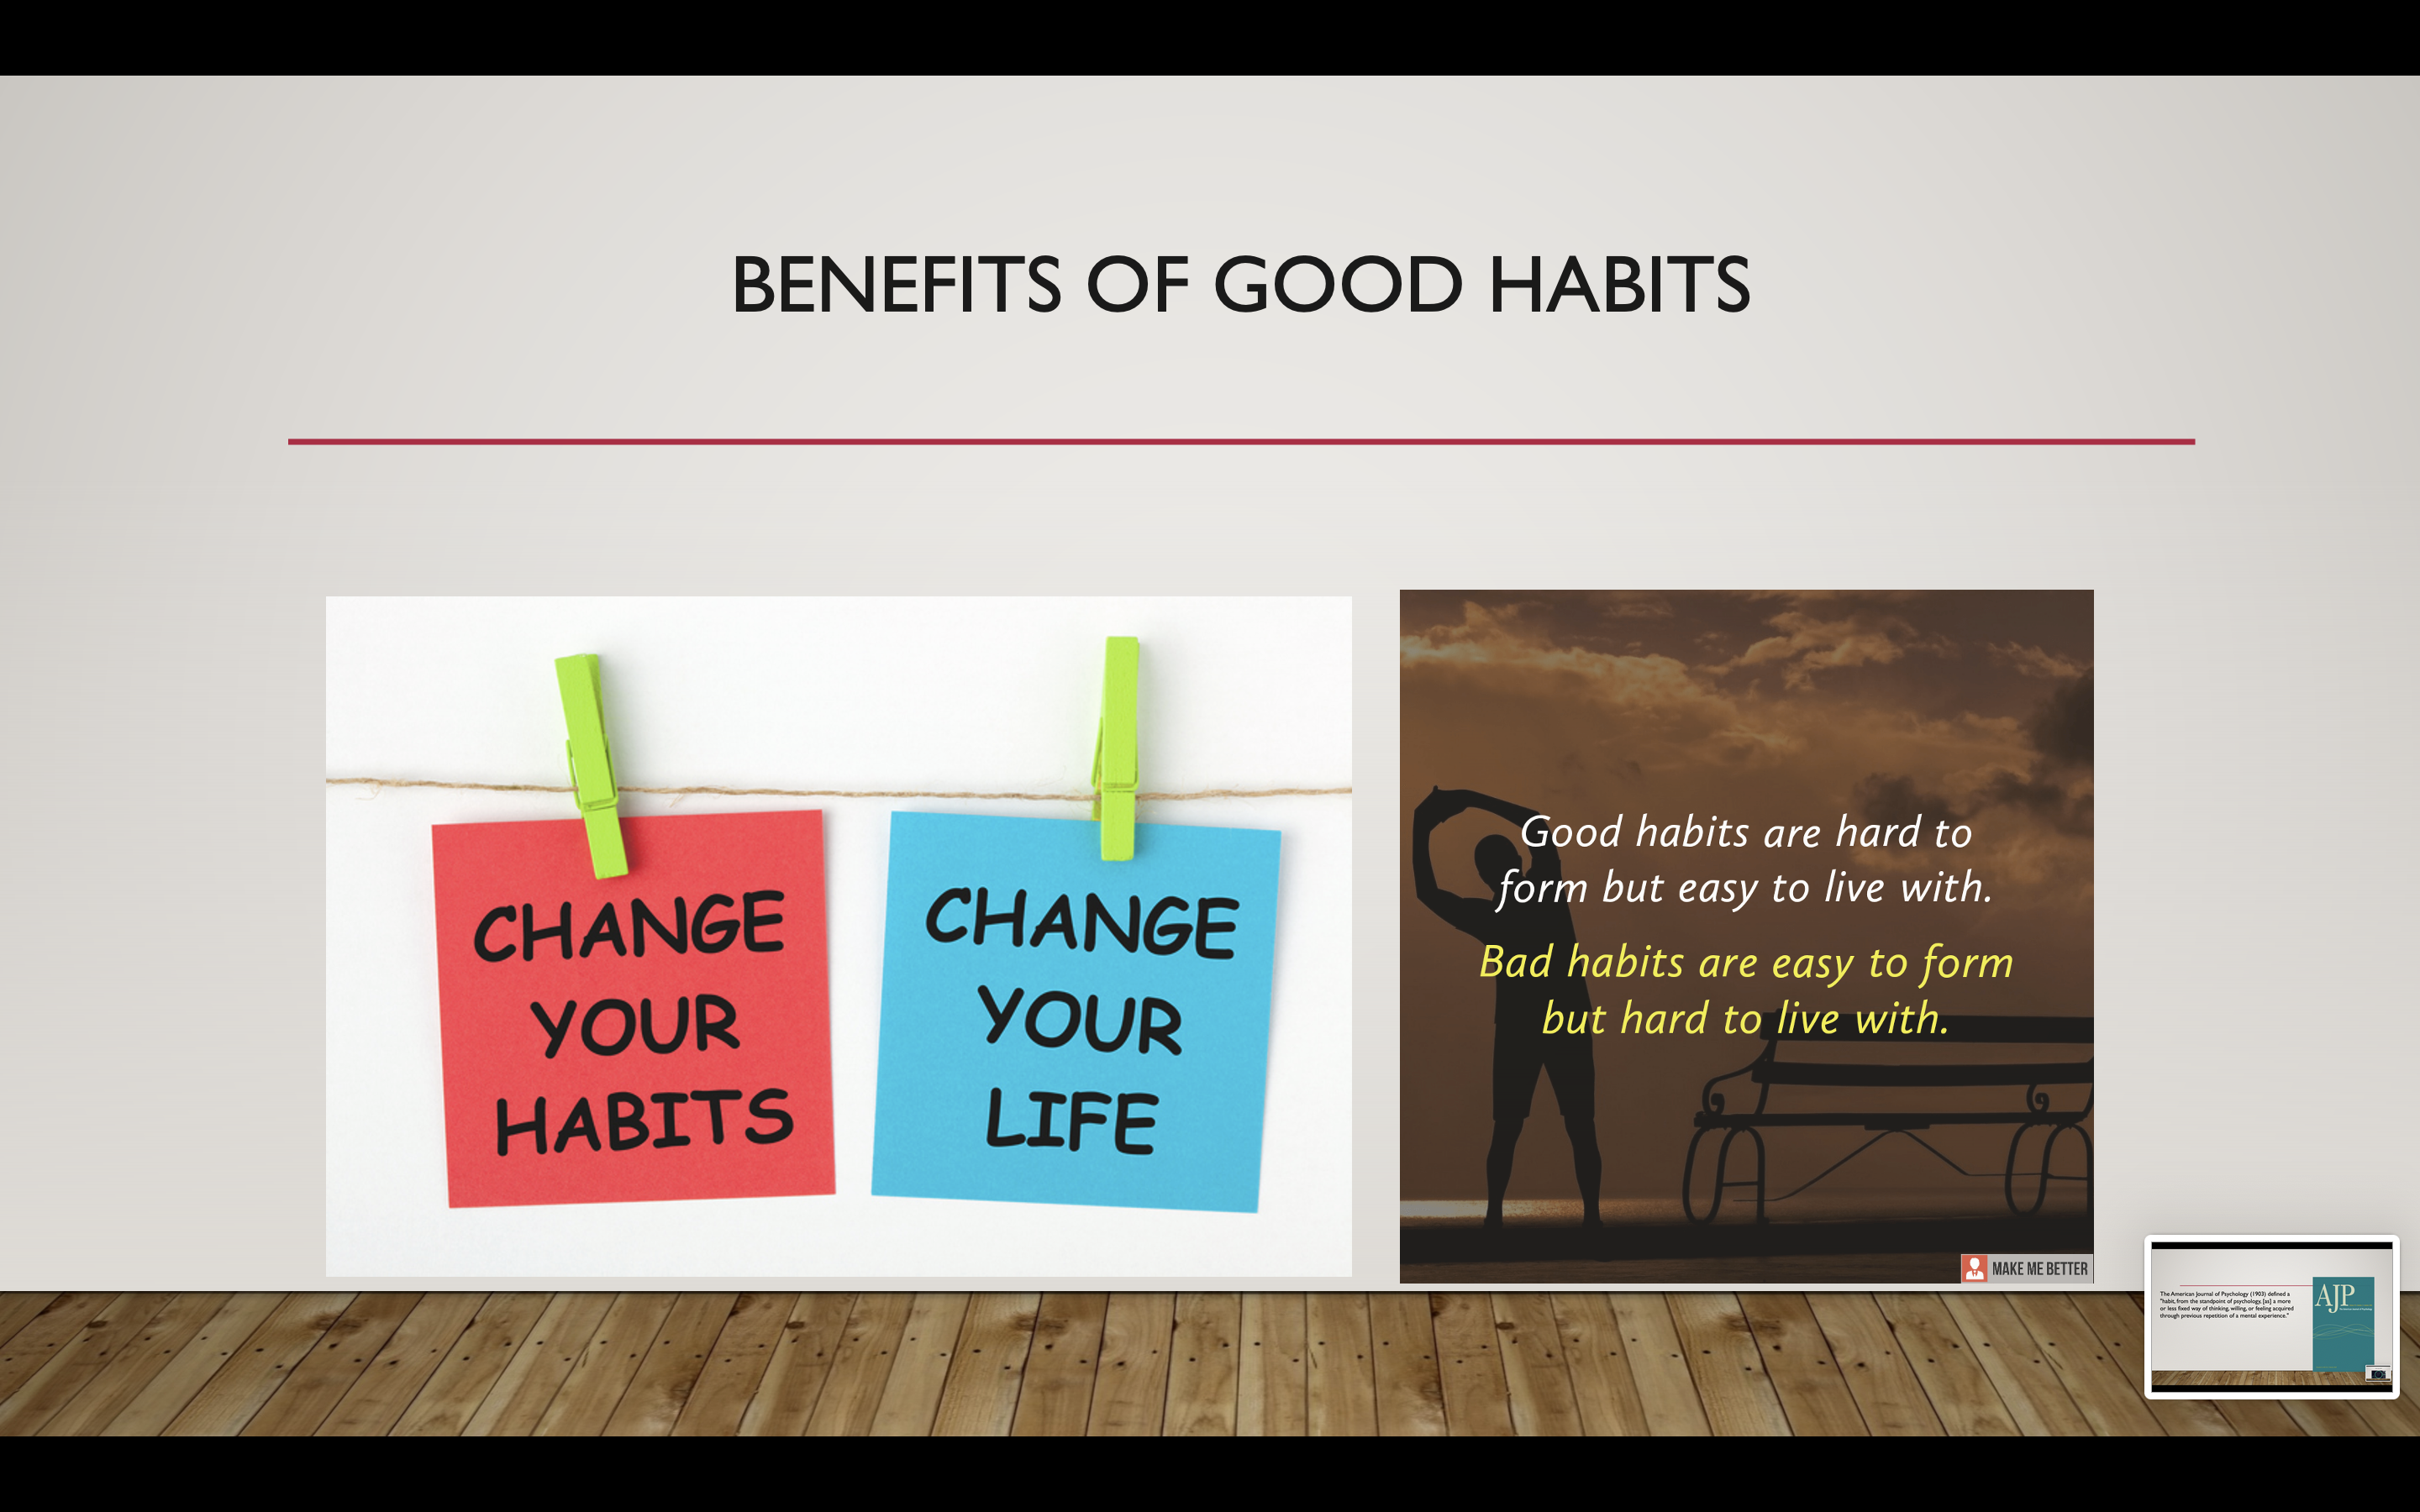 BENEFITS OF GOOD HABITS
CHANGE
YOUR
HABITS
CHANGE
YOUR
LIFE
Good habits are hard to
form but easy to live with.
Bad habits are easy to form
but hard to live with.
MAKE ME BETTER
The American Journal of Psychology (1903) defined a
"habit, from the standpoint of psychology, [as] a more
or less fixed way of thinking, willing, or feeling acquired
through previous repetition of a mental experience."
AJP